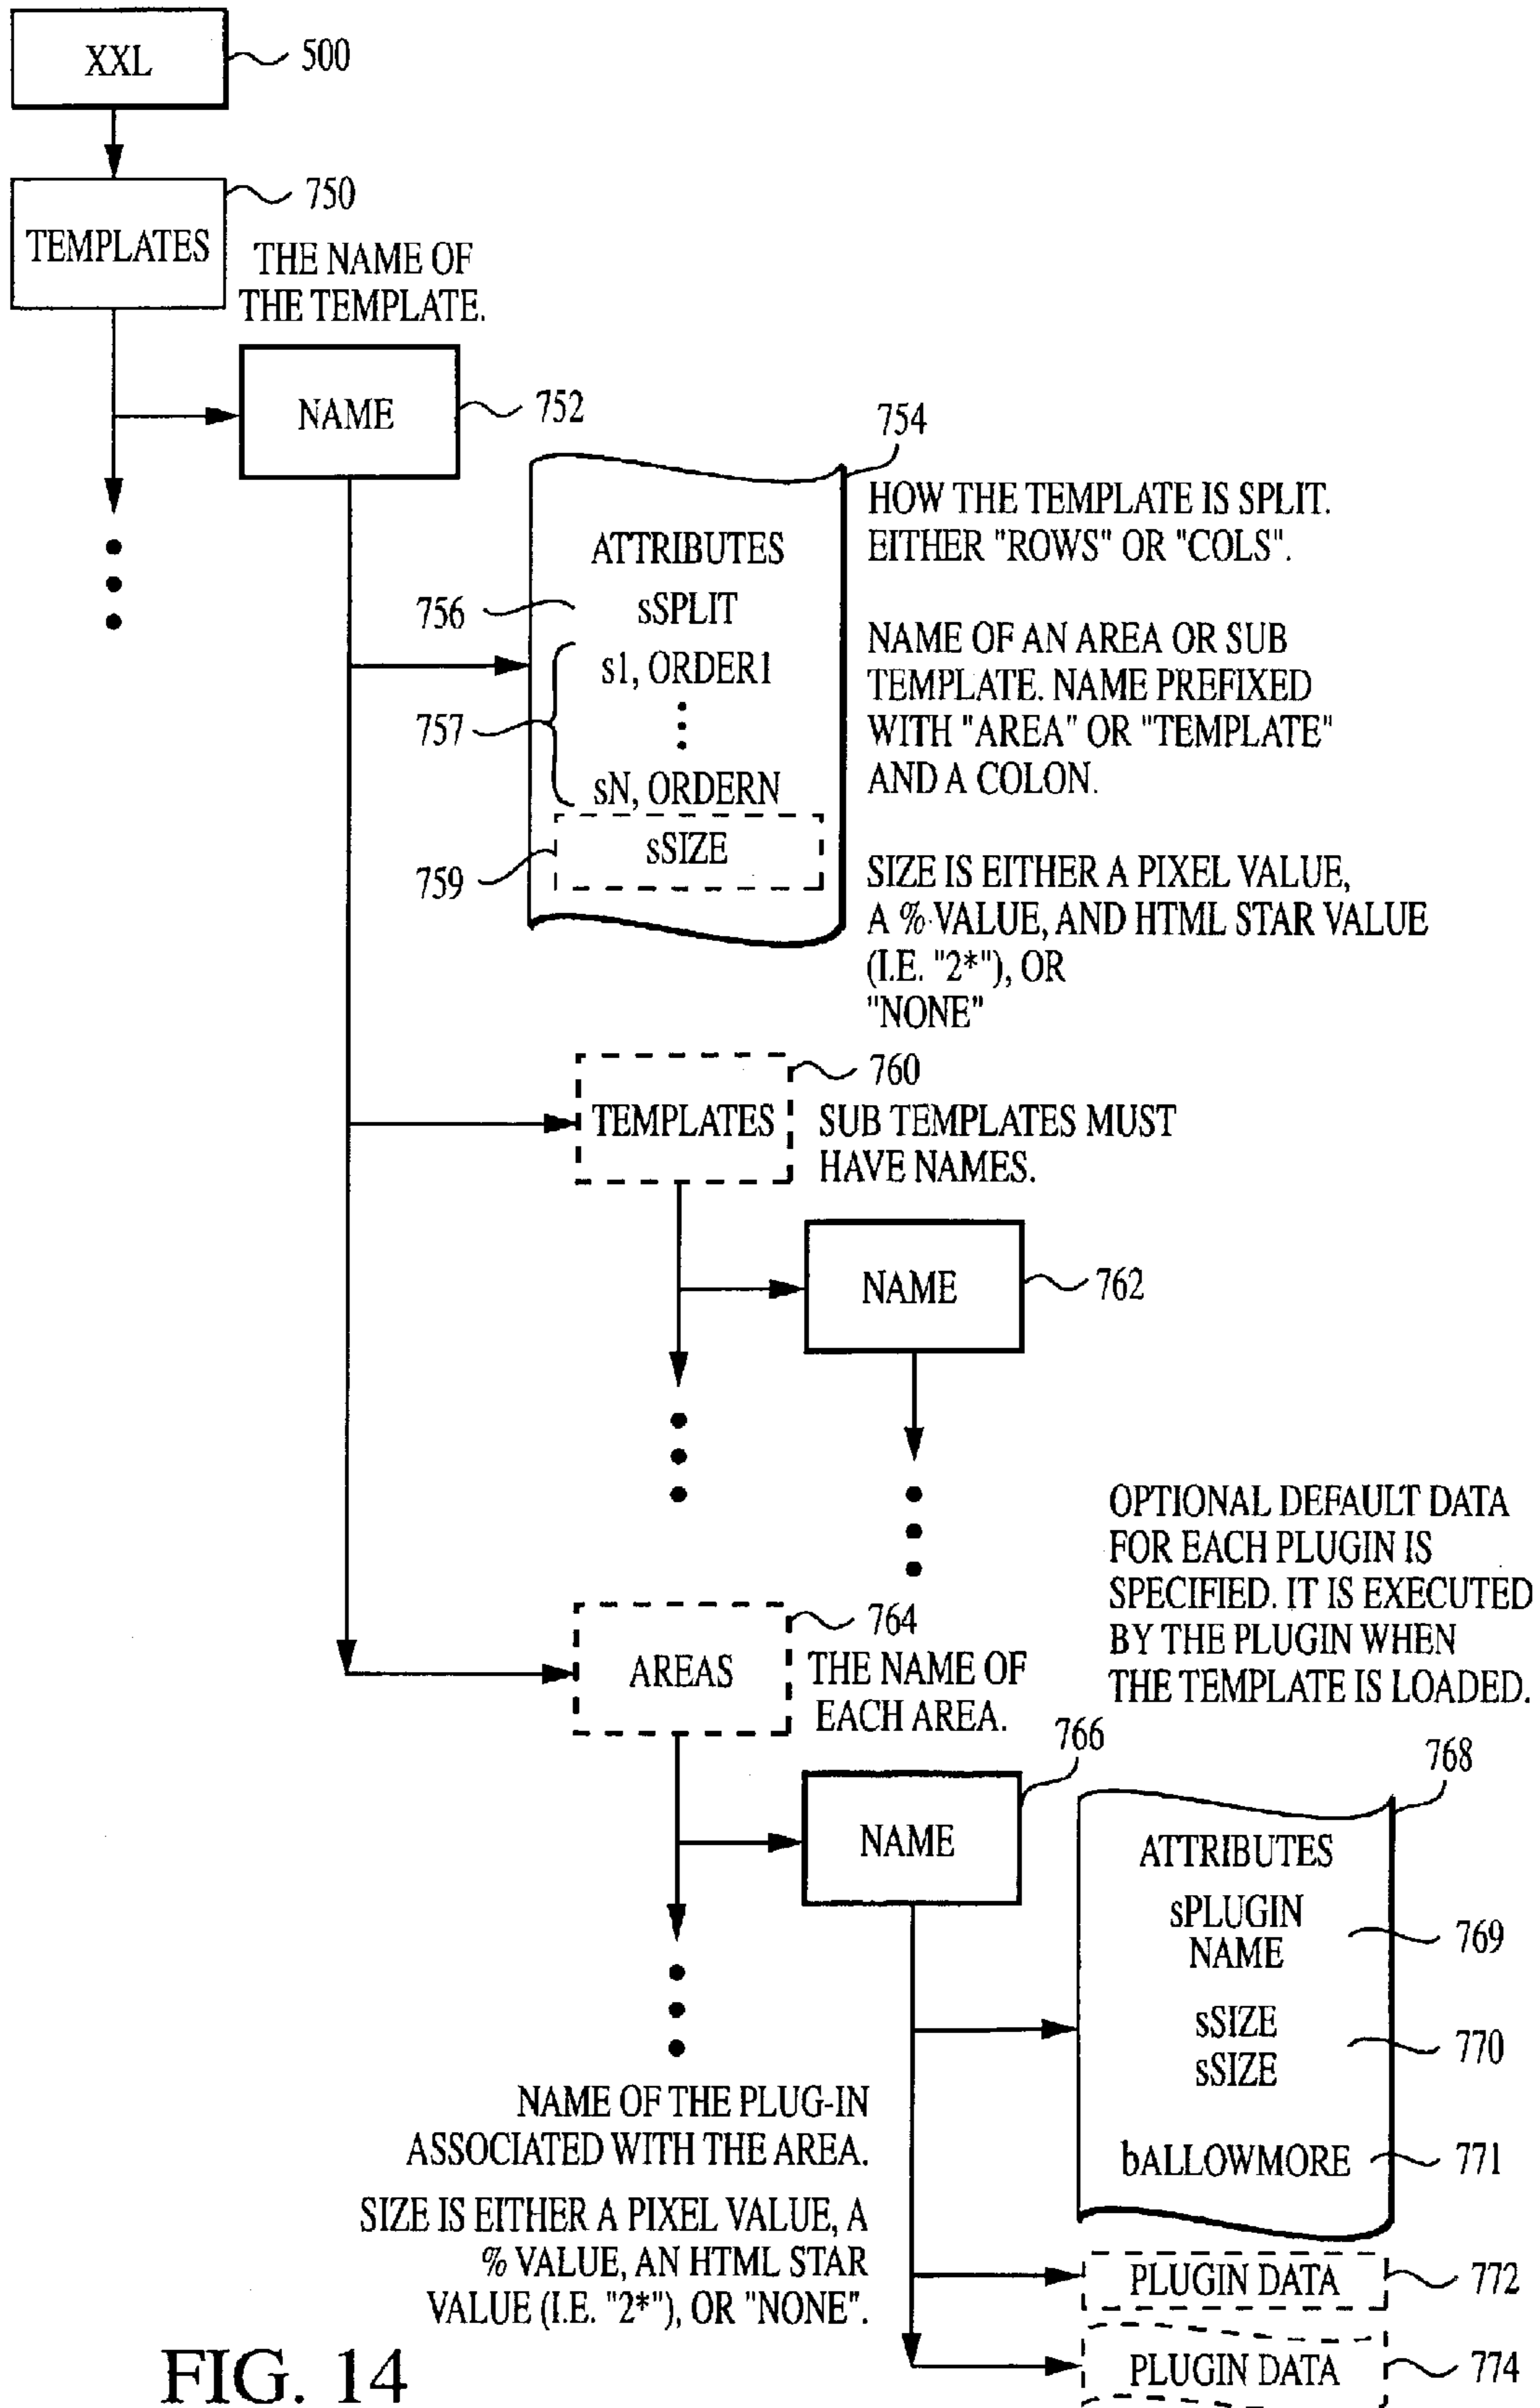 XXL
500
TEMPLATES
750
THE NAME OF
THE TEMPLATE.
NAME
752
754
ATTRIBUTES
756
sSPLIT
s1, ORDER1
757
sN, ORDERN
759
sSIZE
HOW THE TEMPLATE IS SPLIT.
EITHER "ROWS" OR "COLS".
NAME OF AN AREA OR SUB
TEMPLATE. NAME PREFIXED
WITH "AREA" OR "TEMPLATE"
AND A COLON.
SIZE IS EITHER A PIXEL VALUE,
A % VALUE, AND HTML STAR VALUE
(I.E. "2*"), OR
"NONE"
TEMPLATES
760
SUB TEMPLATES MUST
HAVE NAMES.
NAME
762
AREAS
764
THE NAME OF
EACH AREA.
OPTIONAL DEFAULT DATA
FOR EACH PLUGIN IS
SPECIFIED. IT IS EXECUTED
BY THE PLUGIN WHEN
THE TEMPLATE IS LOADED.
NAME
766
768
ATTRIBUTES
sPLUGIN
NAME
769
sSIZE
sSIZE
770
bALLOWMORE
771
NAME OF THE PLUG-IN
ASSOCIATED WITH THE AREA.
SIZE IS EITHER A PIXEL VALUE, A
% VALUE, AN HTML STAR
VALUE (I.E. "2*"), OR "NONE".
PLUGIN DATA
772
PLUGIN DATA
774
FIG. 14